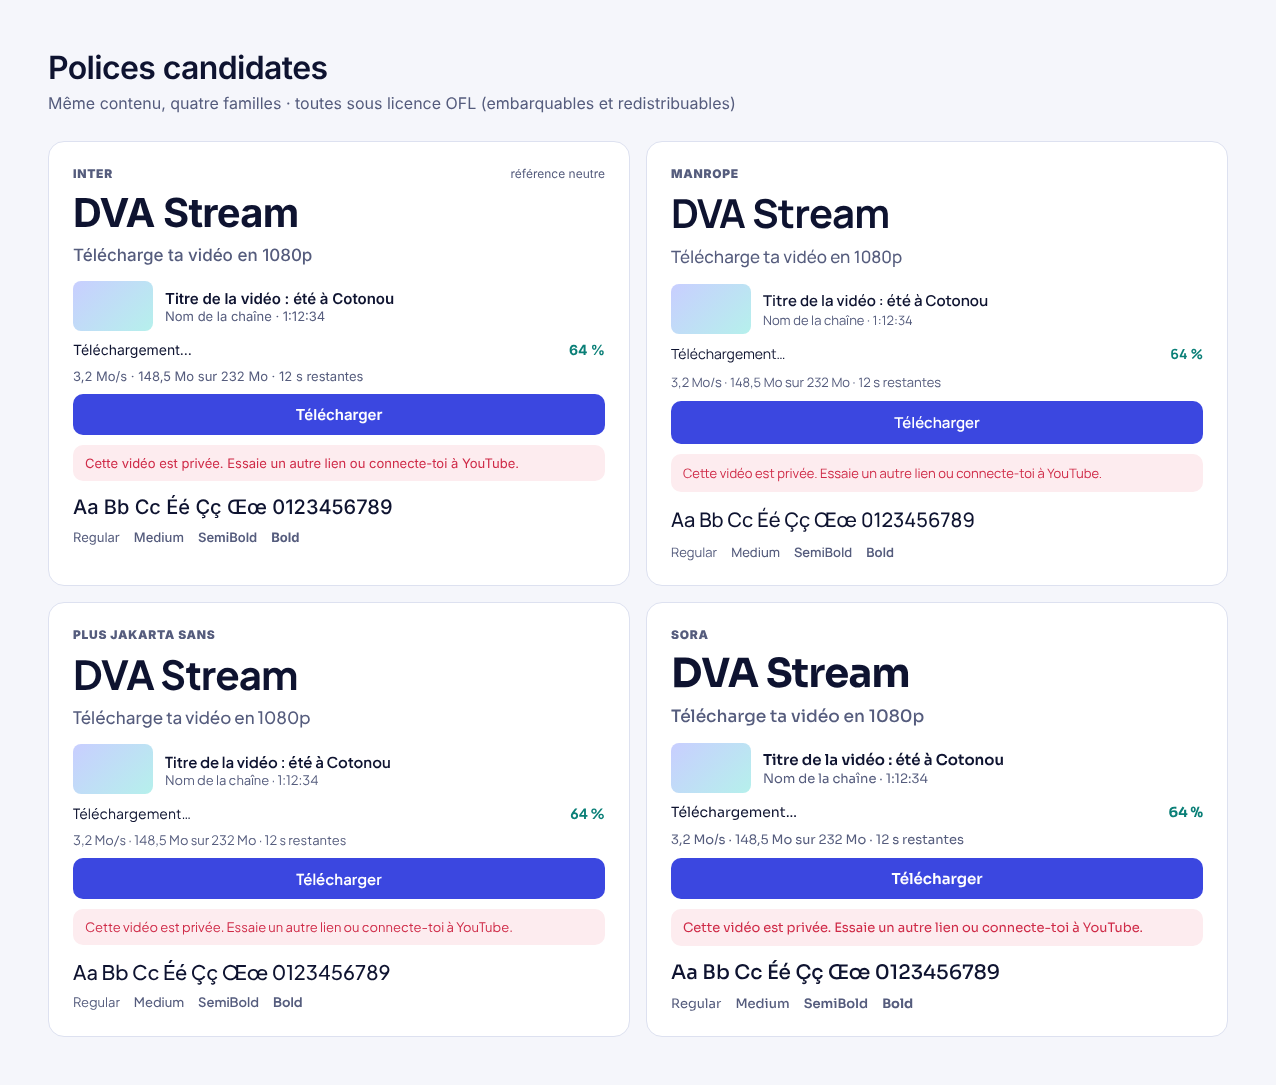 Polices candidates
Même contenu, quatre familles · toutes sous licence OFL (embarquables et redistribuables)
INTER
référence neutre
DVA Stream
Télécharge ta vidéo en 1080p
Titre de la vidéo : été à Cotonou
Nom de la chaîne · 1:12:34
Téléchargement...
64 %
3,2 Mo/s · 148,5 Mo sur 232 Mo · 12 s restantes
Télécharger
Cette vidéo est privée. Essaie un autre lien ou connecte-toi à YouTube.
Aa Bb Cc Éé Çç Œœ 0123456789
Regular Medium SemiBold Bold
MANROPE
DVA Stream
Télécharge ta vidéo en 1080p
Titre de la vidéo : été à Cotonou
Nom de la chaîne · 1:12:34
Téléchargement...
64 %
3,2 Mo/s · 148,5 Mo sur 232 Mo · 12 s restantes
Télécharger
Cette vidéo est privée. Essaie un autre lien ou connecte-toi à YouTube.
Aa Bb Cc Éé Çç Œœ 0123456789
Regular Medium SemiBold Bold
PLUS JAKARTA SANS
DVA Stream
Télécharge ta vidéo en 1080p
Titre de la vidéo : été à Cotonou
Nom de la chaîne · 1:12:34
Téléchargement...
64 %
3,2 Mo/s · 148,5 Mo sur 232 Mo · 12 s restantes
Télécharger
Cette vidéo est privée. Essaie un autre lien ou connecte-toi à YouTube.
Aa Bb Cc Éé Çç Œœ 0123456789
Regular Medium SemiBold Bold
SORA
DVA Stream
Télécharge ta vidéo en 1080p
Titre de la vidéo : été à Cotonou
Nom de la chaîne · 1:12:34
Téléchargement...
64 %
3,2 Mo/s · 148,5 Mo sur 232 Mo · 12 s restantes
Télécharger
Cette vidéo est privée. Essaie un autre lien ou connecte-toi à YouTube.
Aa Bb Cc Éé Çç Œœ 0123456789
Regular Medium SemiBold Bold